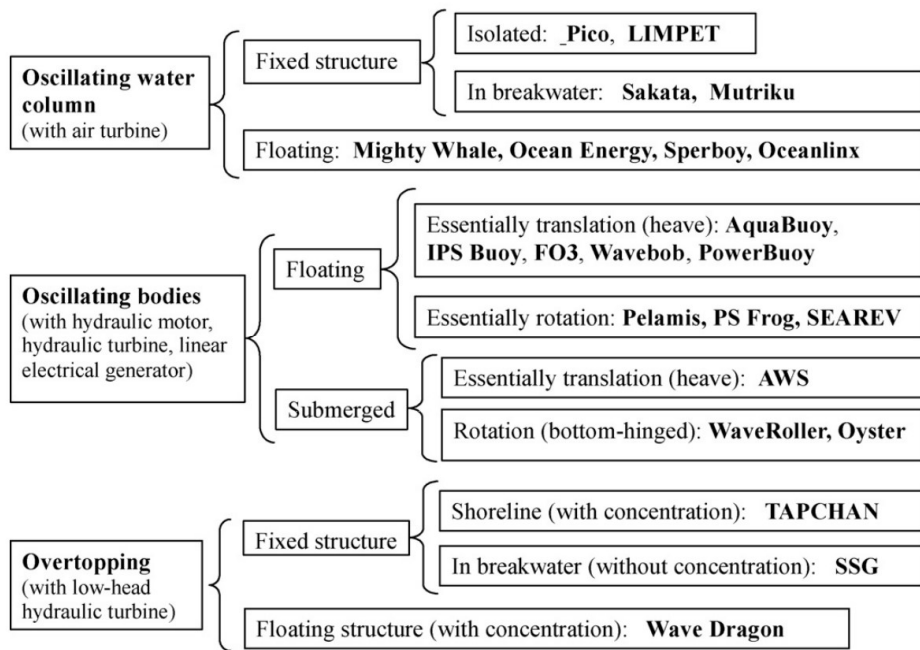 Oscillating water
column
(with air turbine)
Fixed structure
Isolated: _Pico, LIMPET
In breakwater: Sakata, Mutriku
Floating: Mighty Whale, Ocean Energy, Sperboy, Oceanlinx
Oscillating bodies
(with hydraulic motor,
hydraulic turbine, linear
electrical generator)
Floating
Essentially translation (heave): AquaBuoy,
IPS Buoy, FO3, Wavebob, PowerBuoy
Essentially rotation: Pelamis, PS Frog, SEAREV
Submerged
Essentially translation (heave): AWS
Rotation (bottom-hinged): WaveRoller, Oyster
Overtopping
(with low-head
hydraulic turbine)
Fixed structure
Shoreline (with concentration): TAPCHAN
In breakwater (without concentration): SSG
Floating structure (with concentration): Wave Dragon